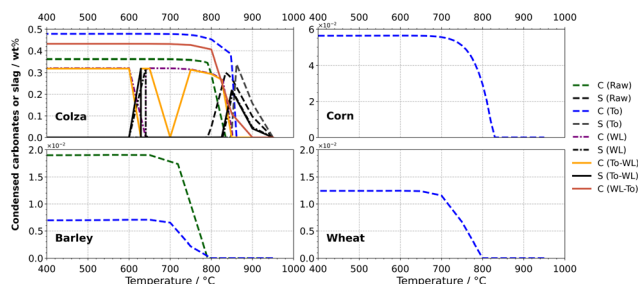 0.5
0.4
0.3
0.2
0.1
0.0
400 500 600 700 800 900 1000
Colza
×10⁻²
6
4
2
0
400 500 600 700 800 900 1000
Corn
×10⁻²
2.0
1.5
1.0
0.5
0.0
400 500 600 700 800 900 1000
Barley
Temperature / °C
×10⁻²
2.0
1.5
1.0
0.5
0.0
400 500 600 700 800 900 1000
Wheat
Temperature / °C
Condensed carbonates or slag / wt%
C (Raw)
S (Raw)
C (To)
S (To)
C (WL)
S (WL)
C (To-WL)
S (To-WL)
C (WL-To)